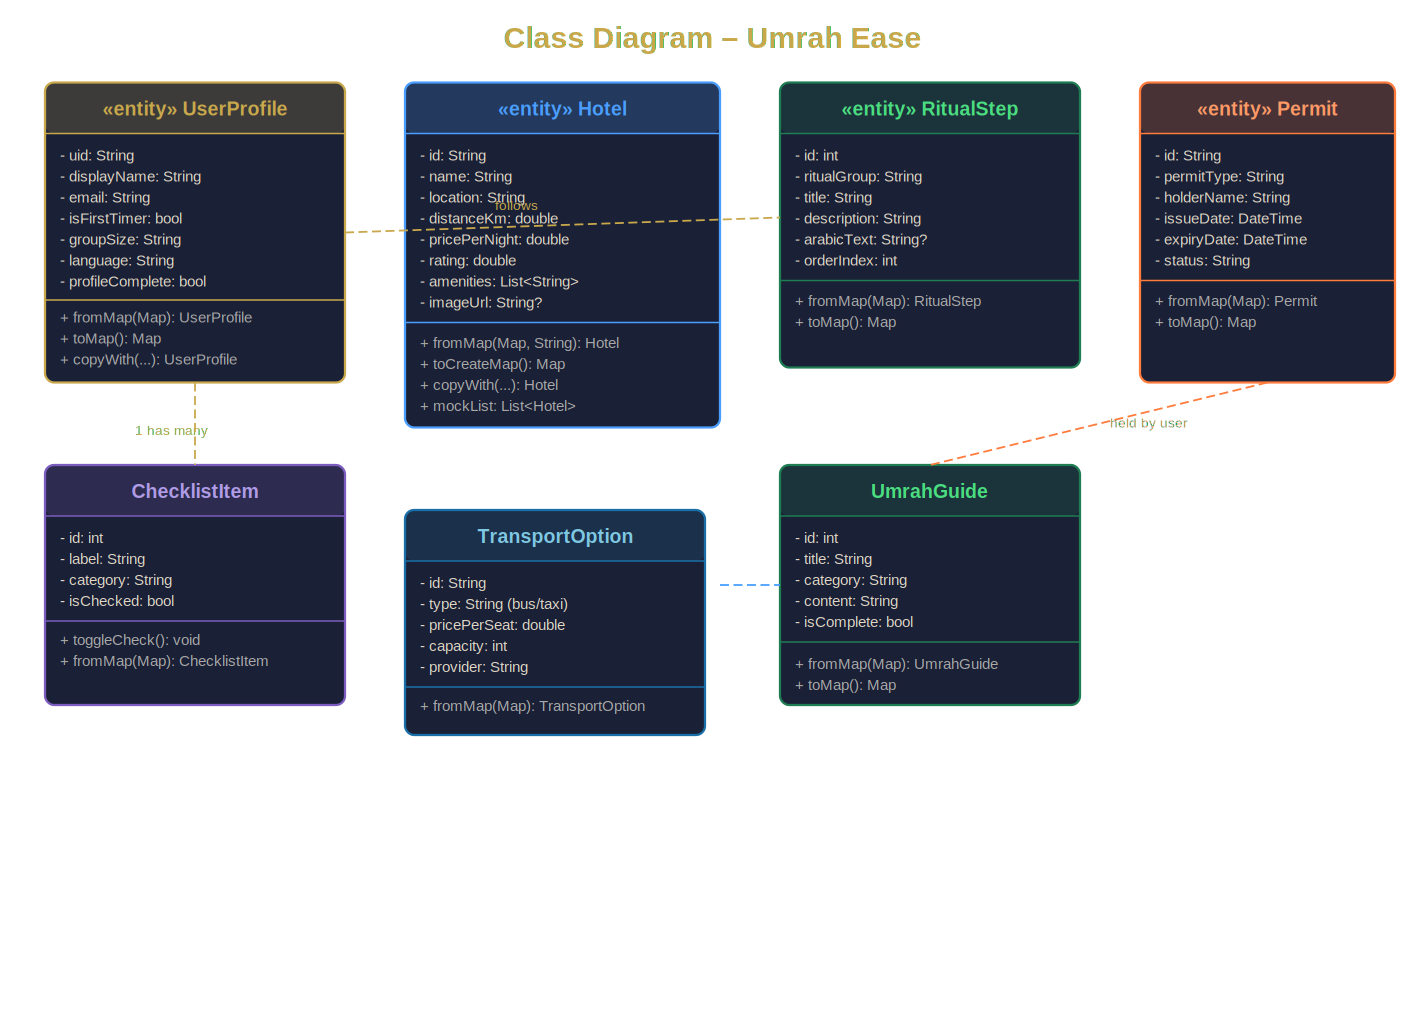 Class Diagram – Umrah Ease
«entity» UserProfile
- uid: String
- displayName: String
- email: String
- isFirstTimer: bool
- groupSize: String
- language: String
- profileComplete: bool
+ fromMap(Map): UserProfile
+ toMap(): Map
+ copyWith(...): UserProfile
«entity» Hotel
- id: String
- name: String
- location: String
follows
- distanceKm: double
- pricePerNight: double
- rating: double
- amenities: List<String>
- imageUrl: String?
+ fromMap(Map, String): Hotel
+ toCreateMap(): Map
+ copyWith(...): Hotel
+ mockList: List<Hotel>
«entity» RitualStep
- id: int
- ritualGroup: String
- title: String
- description: String
- arabicText: String?
- orderIndex: int
+ fromMap(Map): RitualStep
+ toMap(): Map
«entity» Permit
- id: String
- permitType: String
- holderName: String
- issueDate: DateTime
- expiryDate: DateTime
- status: String
+ fromMap(Map): Permit
+ toMap(): Map
1 has many
held by user
ChecklistItem
- id: int
- label: String
- category: String
- isChecked: bool
+ toggleCheck(): void
+ fromMap(Map): ChecklistItem
TransportOption
- id: String
- type: String (bus/taxi)
- pricePerSeat: double
- capacity: int
- provider: String
+ fromMap(Map): TransportOption
UmrahGuide
- id: int
- title: String
- category: String
- content: String
- isComplete: bool
+ fromMap(Map): UmrahGuide
+ toMap(): Map